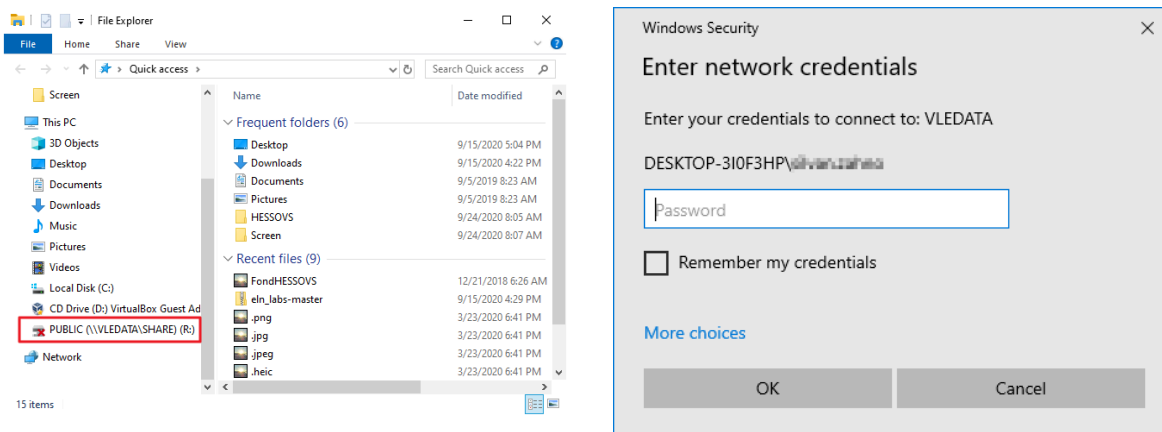 File Explorer
File Home Share View
Quick access
Search Quick access
Screen
This PC
3D Objects
Desktop
Documents
Downloads
Music
Pictures
Videos
Local Disk (C:)
CD Drive (D:) VirtualBox Guest Ad
PUBLIC (\\VLEDATA\SHARE) (R:)
Network
Name Date modified
Frequent folders (6)
Desktop 9/15/2020 5:04 PM
Downloads 9/15/2020 4:22 PM
Documents 9/5/2019 8:23 AM
Pictures 9/5/2019 8:23 AM
HESSOVS 9/24/2020 8:05 AM
Screen 9/24/2020 8:07 AM
Recent files (9)
FondHESSOVS 12/21/2018 6:26 AM
eln_labs-master 9/15/2020 4:29 PM
.png 3/23/2020 6:41 PM
.jpg 3/23/2020 6:41 PM
.jpeg 3/23/2020 6:41 PM
.heic 3/23/2020 6:41 PM
15 items
Windows Security
Enter network credentials
Enter your credentials to connect to: VLEDATA
DESKTOP-3I0F3HP\
Password
Remember my credentials
More choices
OK Cancel